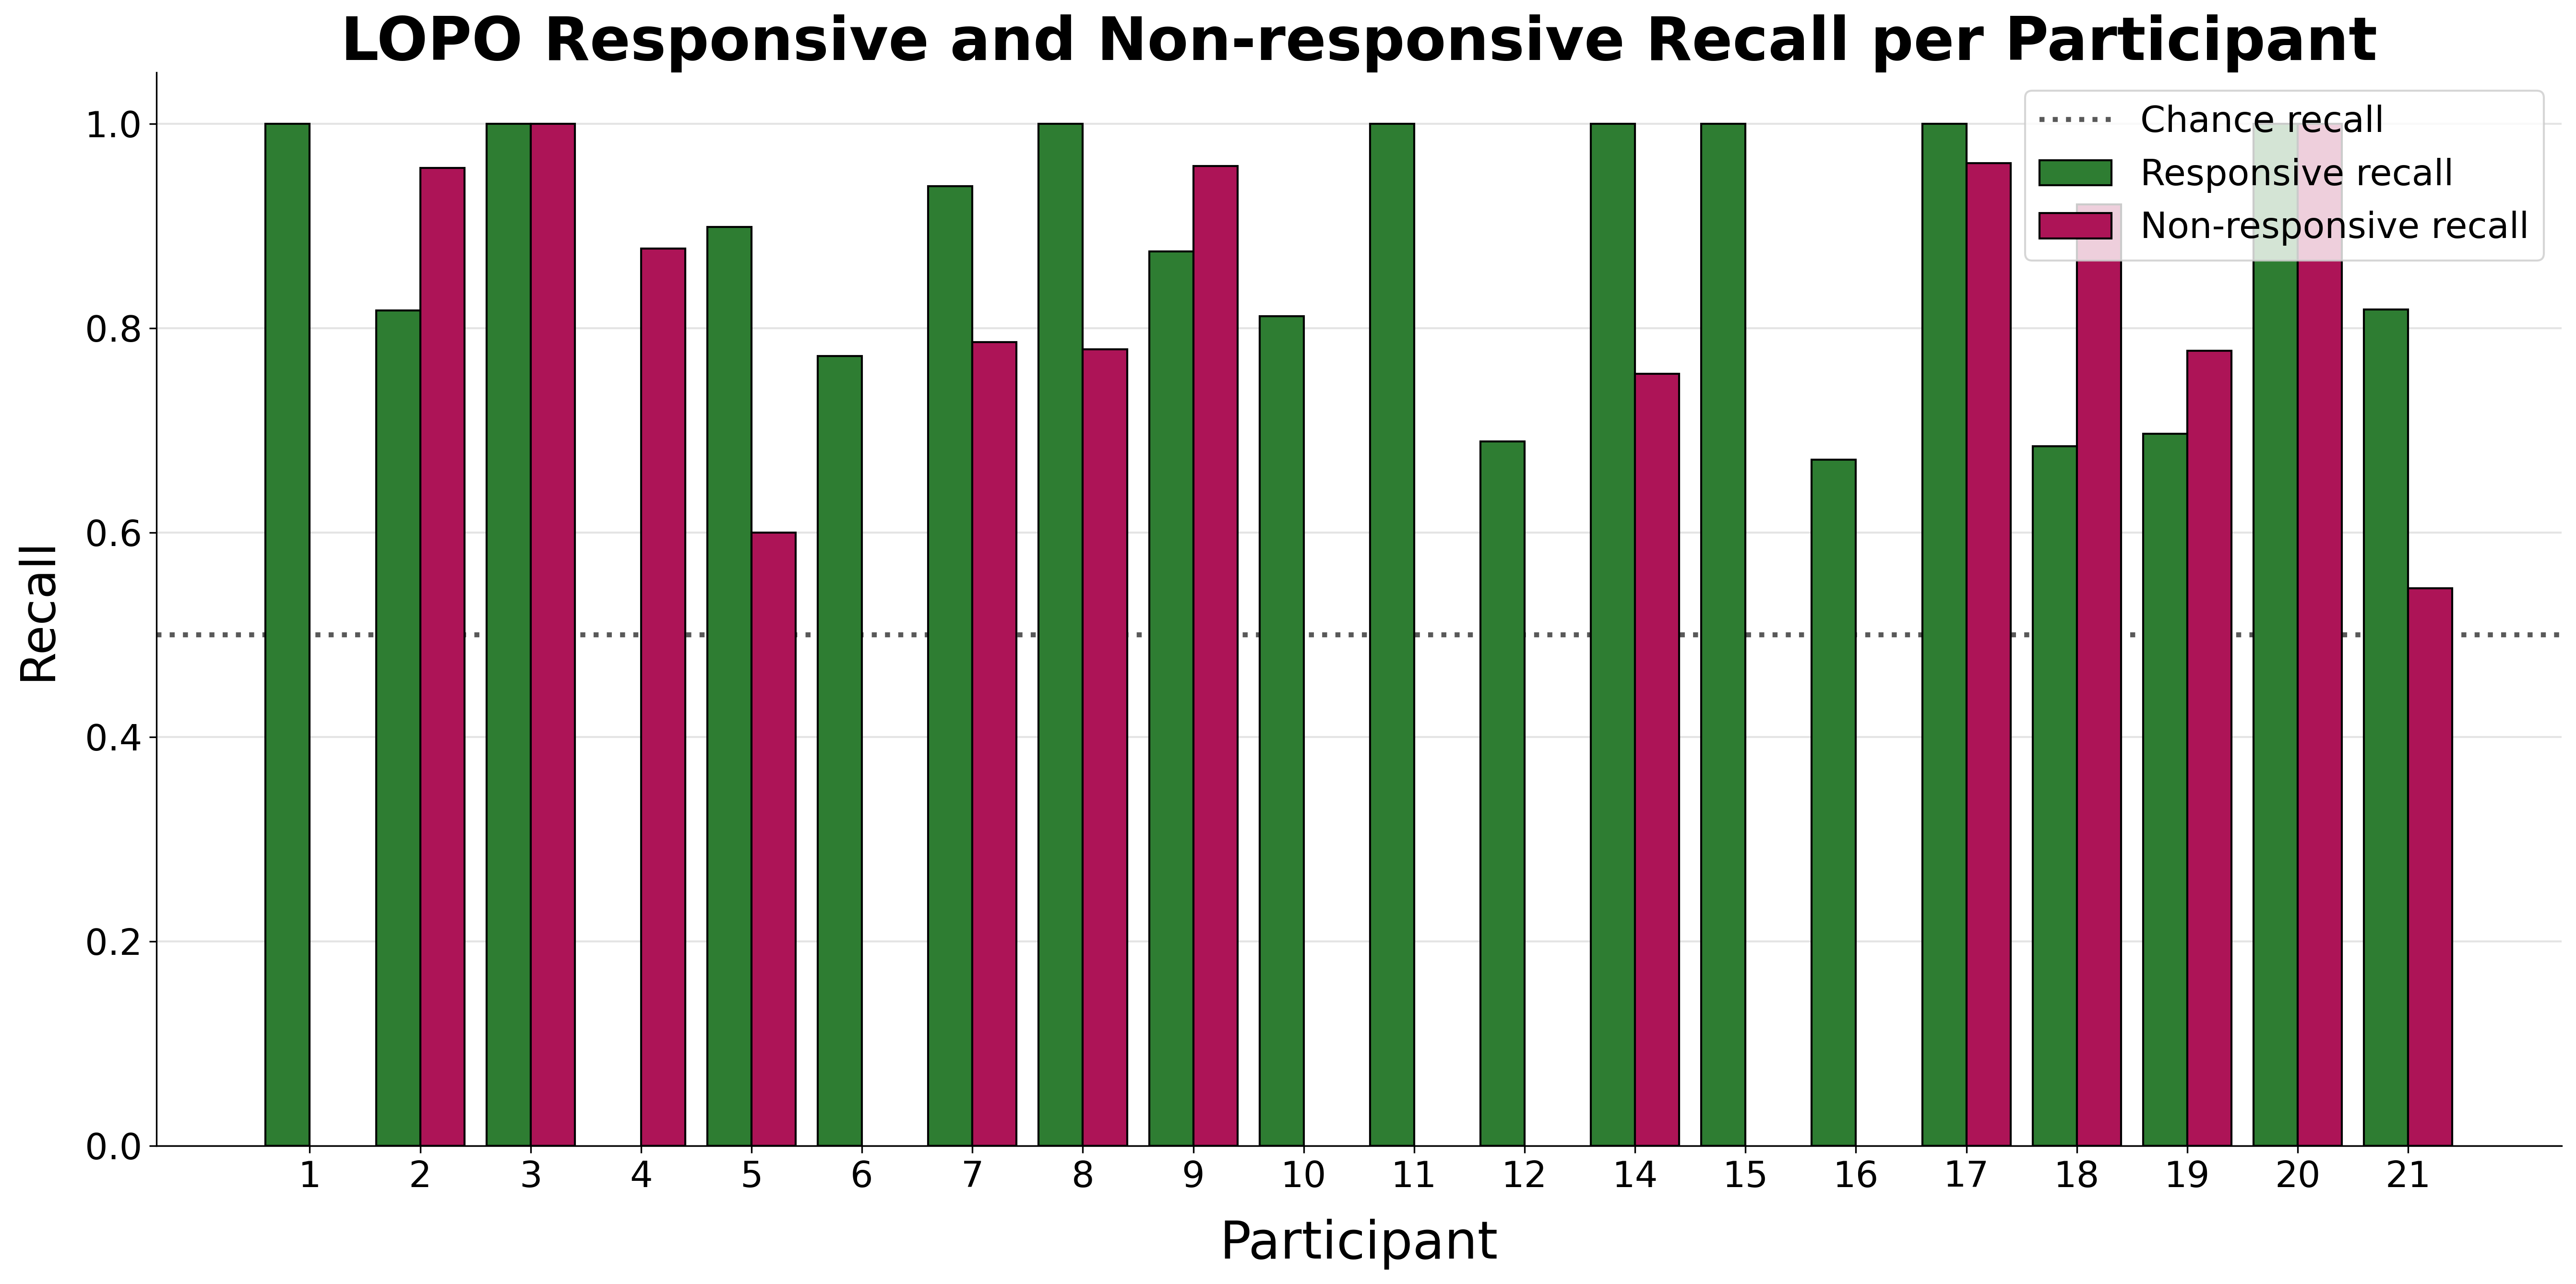 LOPO Responsive and Non-responsive Recall per Participant
Chance recall
Responsive recall
Non-responsive recall
1.0
0.8
0.6
0.4
0.2
0.0
Recall
1 2 3 4 5 6 7 8 9 10 11 12 14 15 16 17 18 19 20 21
Participant